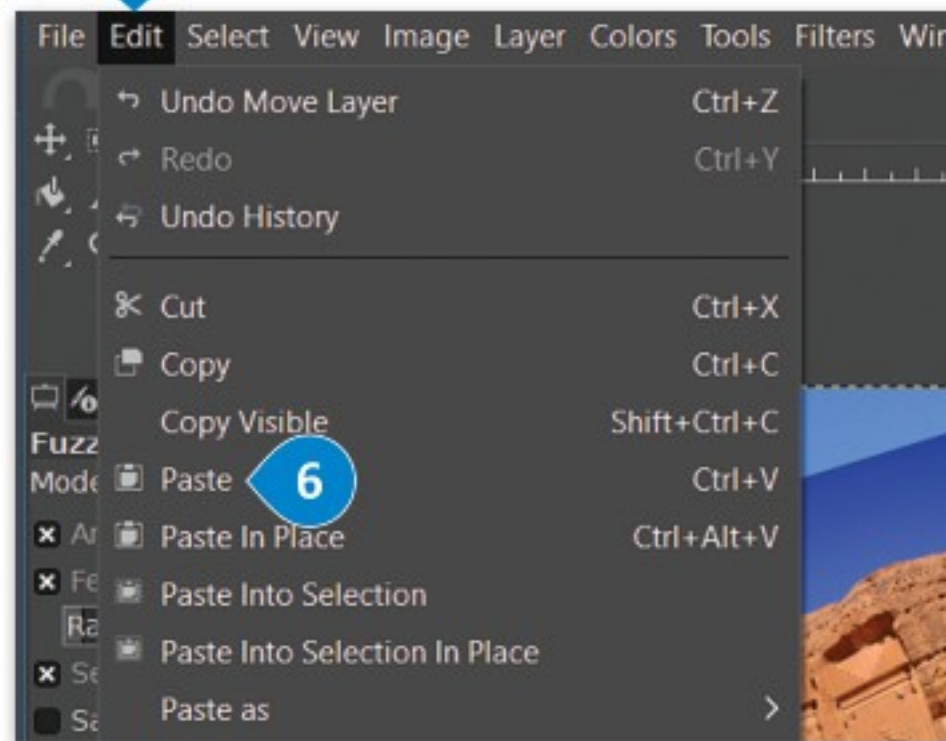 File Edit Select View Image Layer Colors Tools Filters
Undo Move Layer Ctrl+Z
Redo Ctrl+Y
Undo History
Cut Ctrl+X
Copy Ctrl+C
Copy Visible Shift+Ctrl+C
Fuzz
Mode Paste 6 Ctrl+V
Paste In Place Ctrl+Alt+V
Paste Into Selection
Paste Into Selection In Place
Paste as